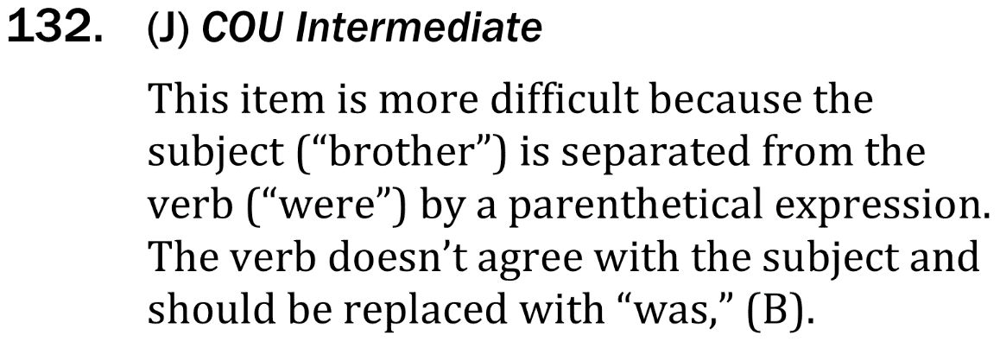 132. (J) COU Intermediate
This item is more difficult because the
subject (“brother”) is separated from the
verb (“were”) by a parenthetical expression.
The verb doesn’t agree with the subject and
should be replaced with “was,” (B).